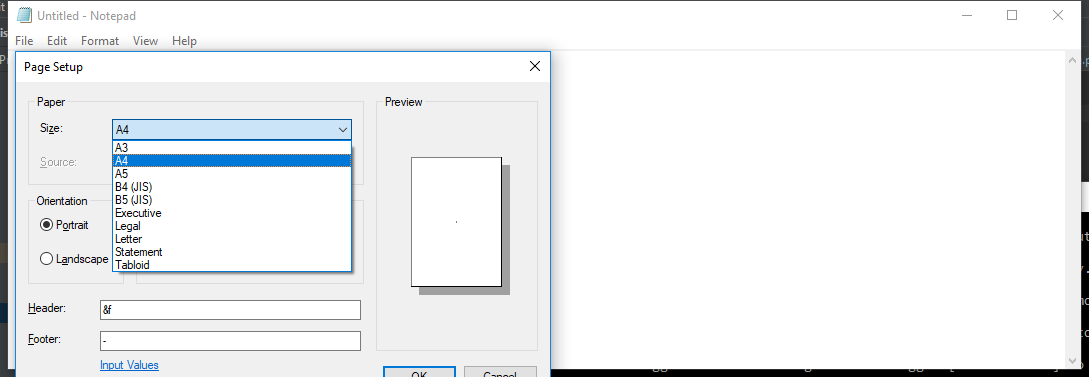 Untitled - Notepad
File Edit Format View Help
Page Setup
Paper
Preview
Size:
A4
A3
A4
Source:
A5
B4 (JIS)
B5 (JIS)
Orientation
Executive
Portrait
Legal
Letter
Statement
Landscape
Tabloid
Header:
&f
Footer:
-
Input Values
OK
Cancel